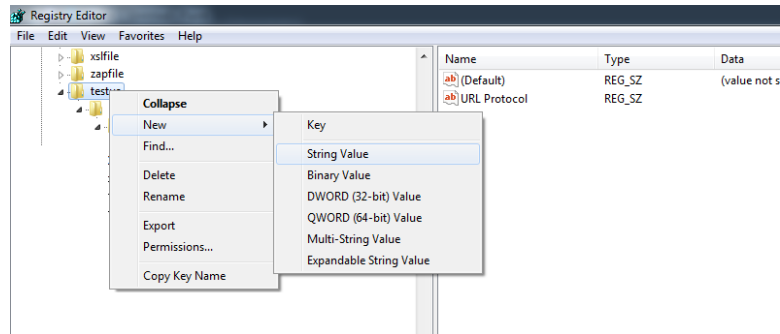 Registry Editor
File Edit View Favorites Help
xslfile
zapfile
Collapse
New
Find...
Delete
Rename
Export
Permissions...
Copy Key Name
Key
String Value
Binary Value
DWORD (32-bit) Value
QWORD (64-bit) Value
Multi-String Value
Expandable String Value
Name Type Data
(Default) REG_SZ (value not s
URL Protocol REG_SZ